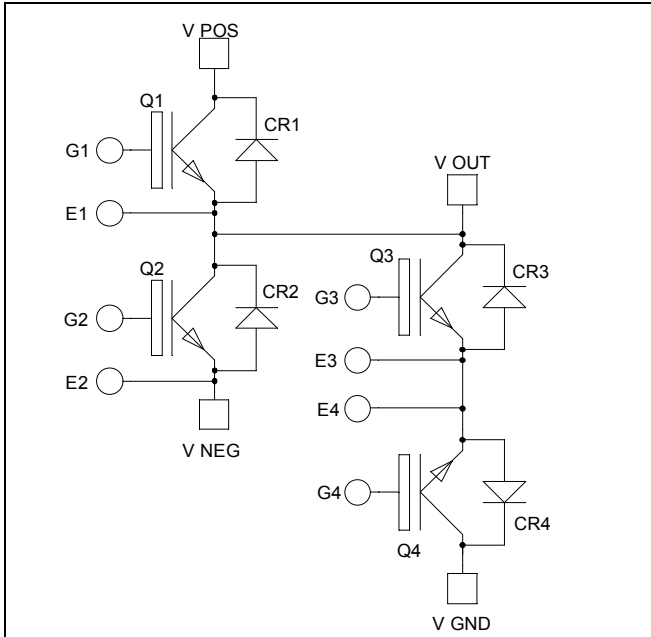 V POS
Q1
CR1
G1
V OUT
E1
Q2
Q3
CR3
CR2
G3
G2
E3
E2
E4
V NEG
G4
CR4
Q4
V GND